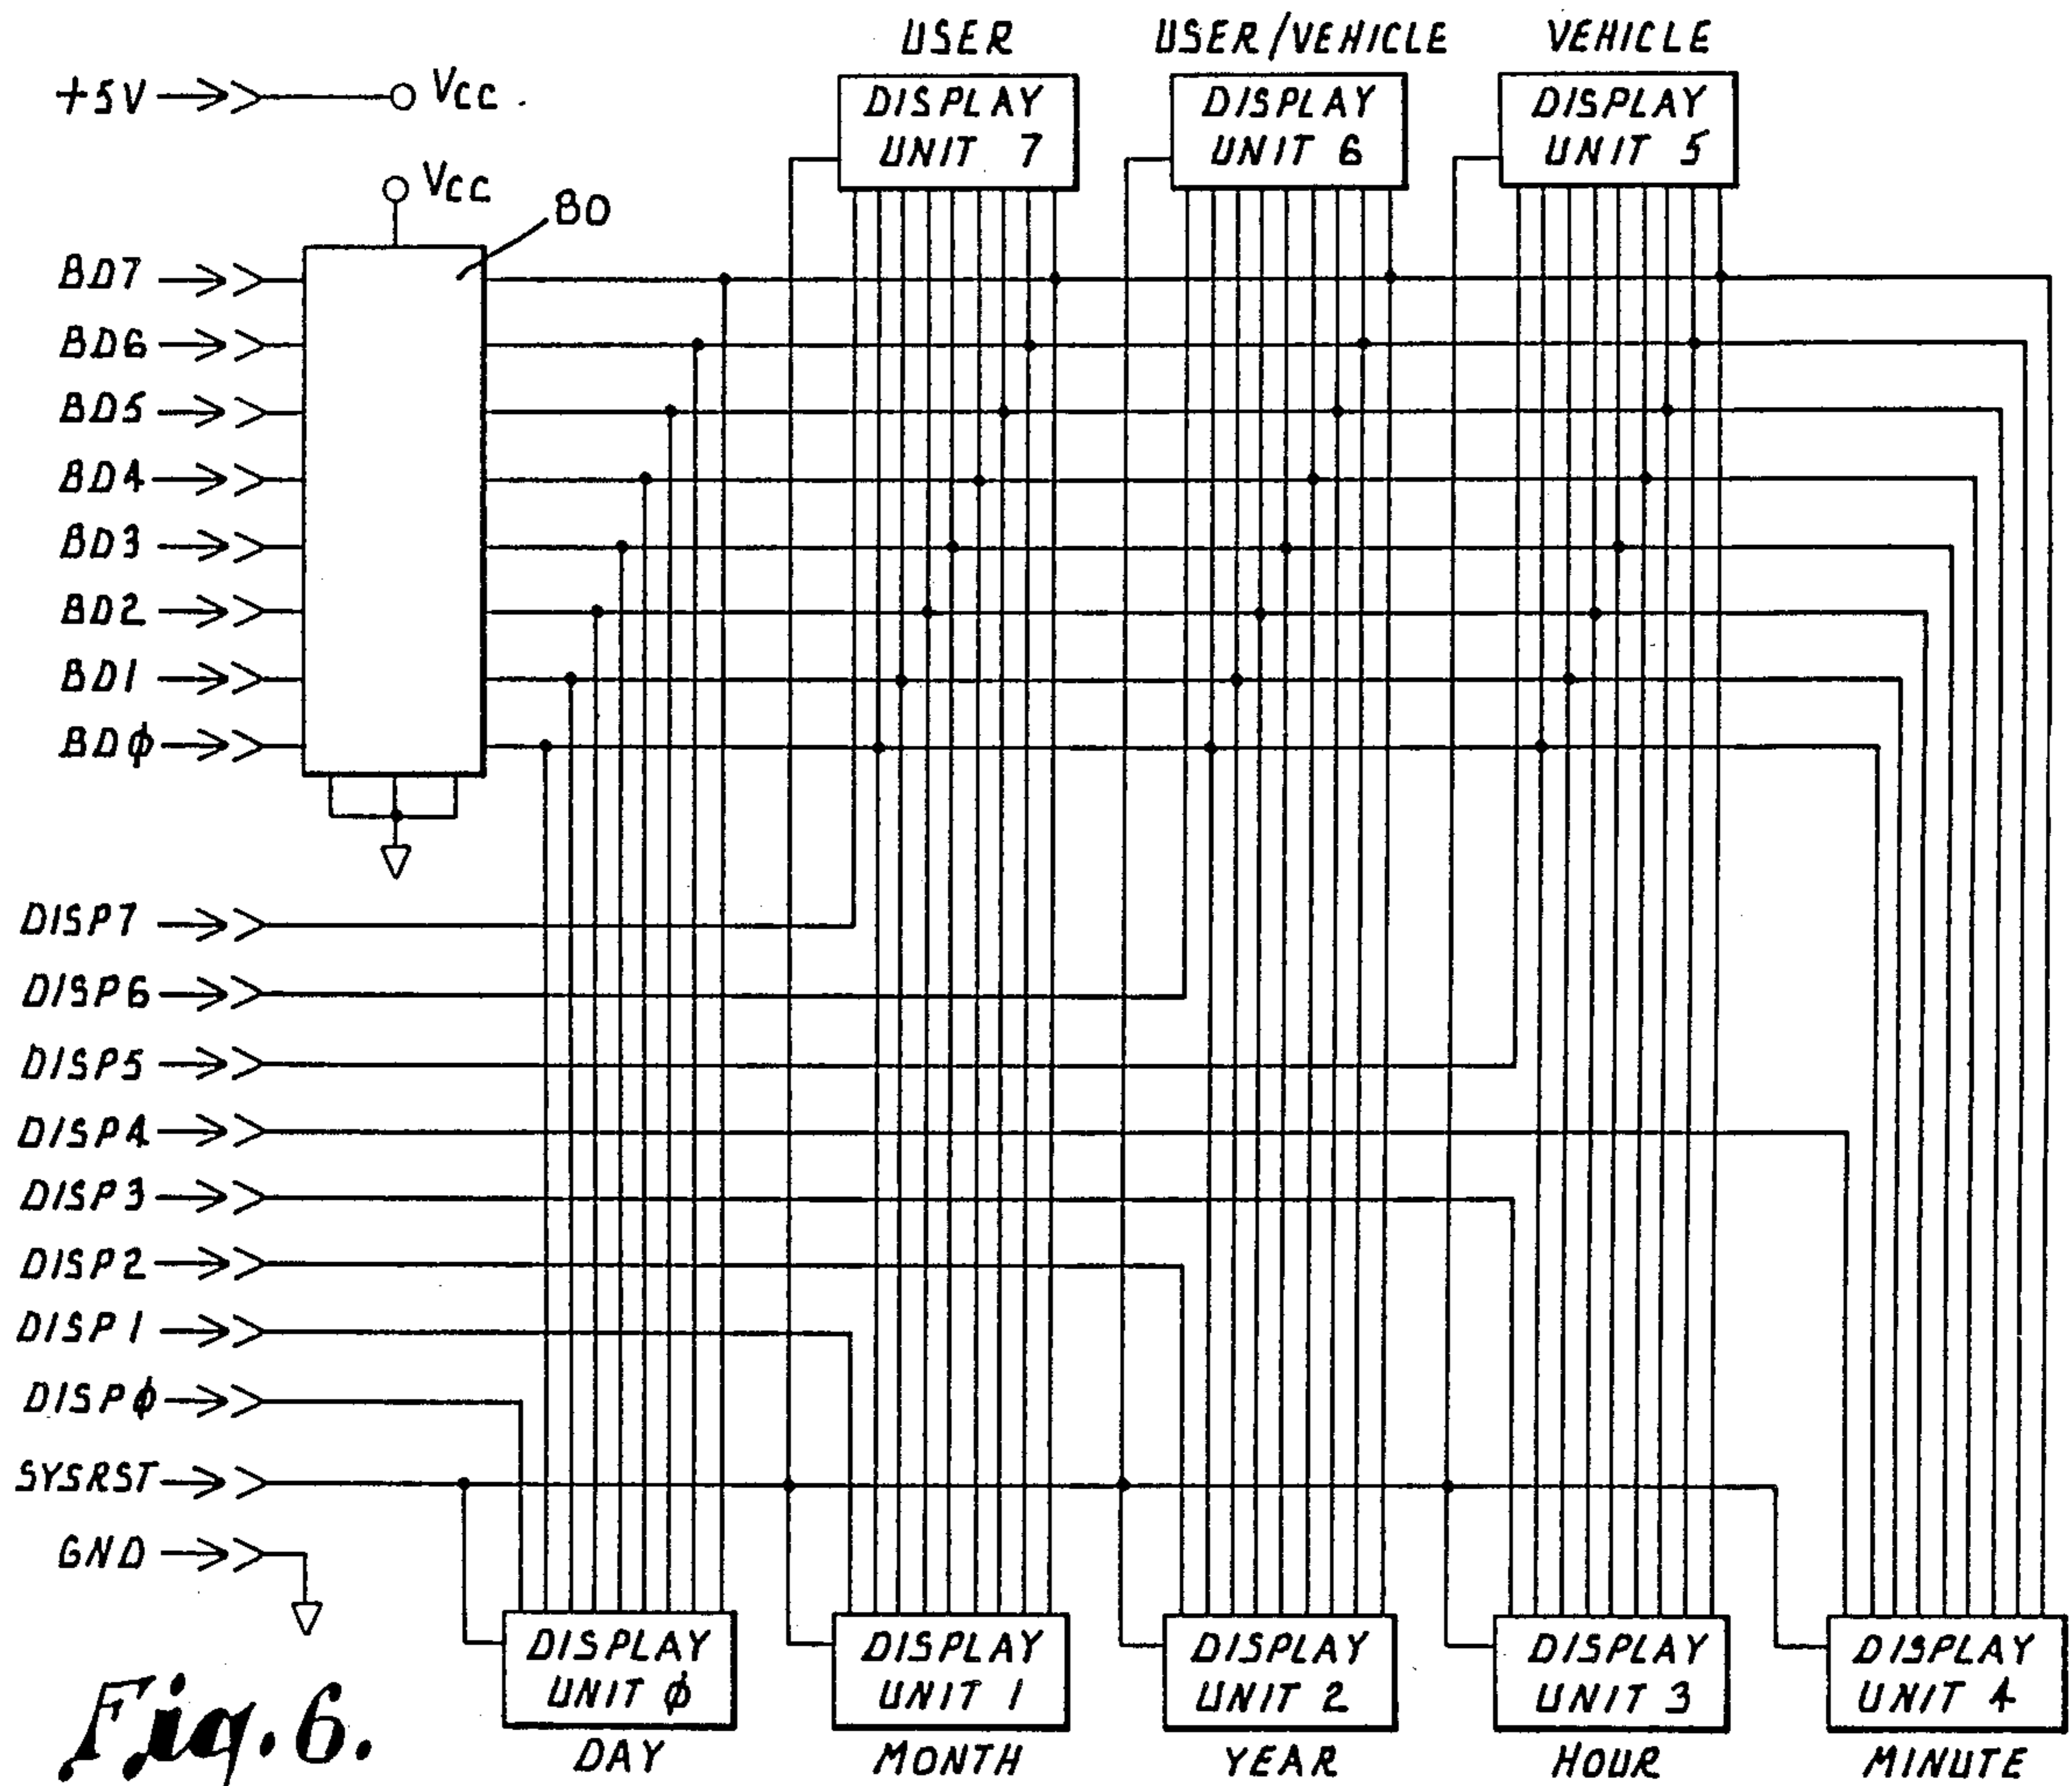 USER
USER/VEHICLE
VEHICLE
+5V
VCC
DISPLAY
UNIT 7
DISPLAY
UNIT 6
DISPLAY
UNIT 5
VCC
80
BD7
BD6
BD5
BD4
BD3
BD2
BD1
BDϕ
DISP7
DISP6
DISP5
DISP4
DISP3
DISP2
DISP1
DISPϕ
SYSRST
GND
DISPLAY
UNIT ϕ
DISPLAY
UNIT 1
DISPLAY
UNIT 2
DISPLAY
UNIT 3
DISPLAY
UNIT 4
DAY
MONTH
YEAR
HOUR
MINUTE
Fig. 6.